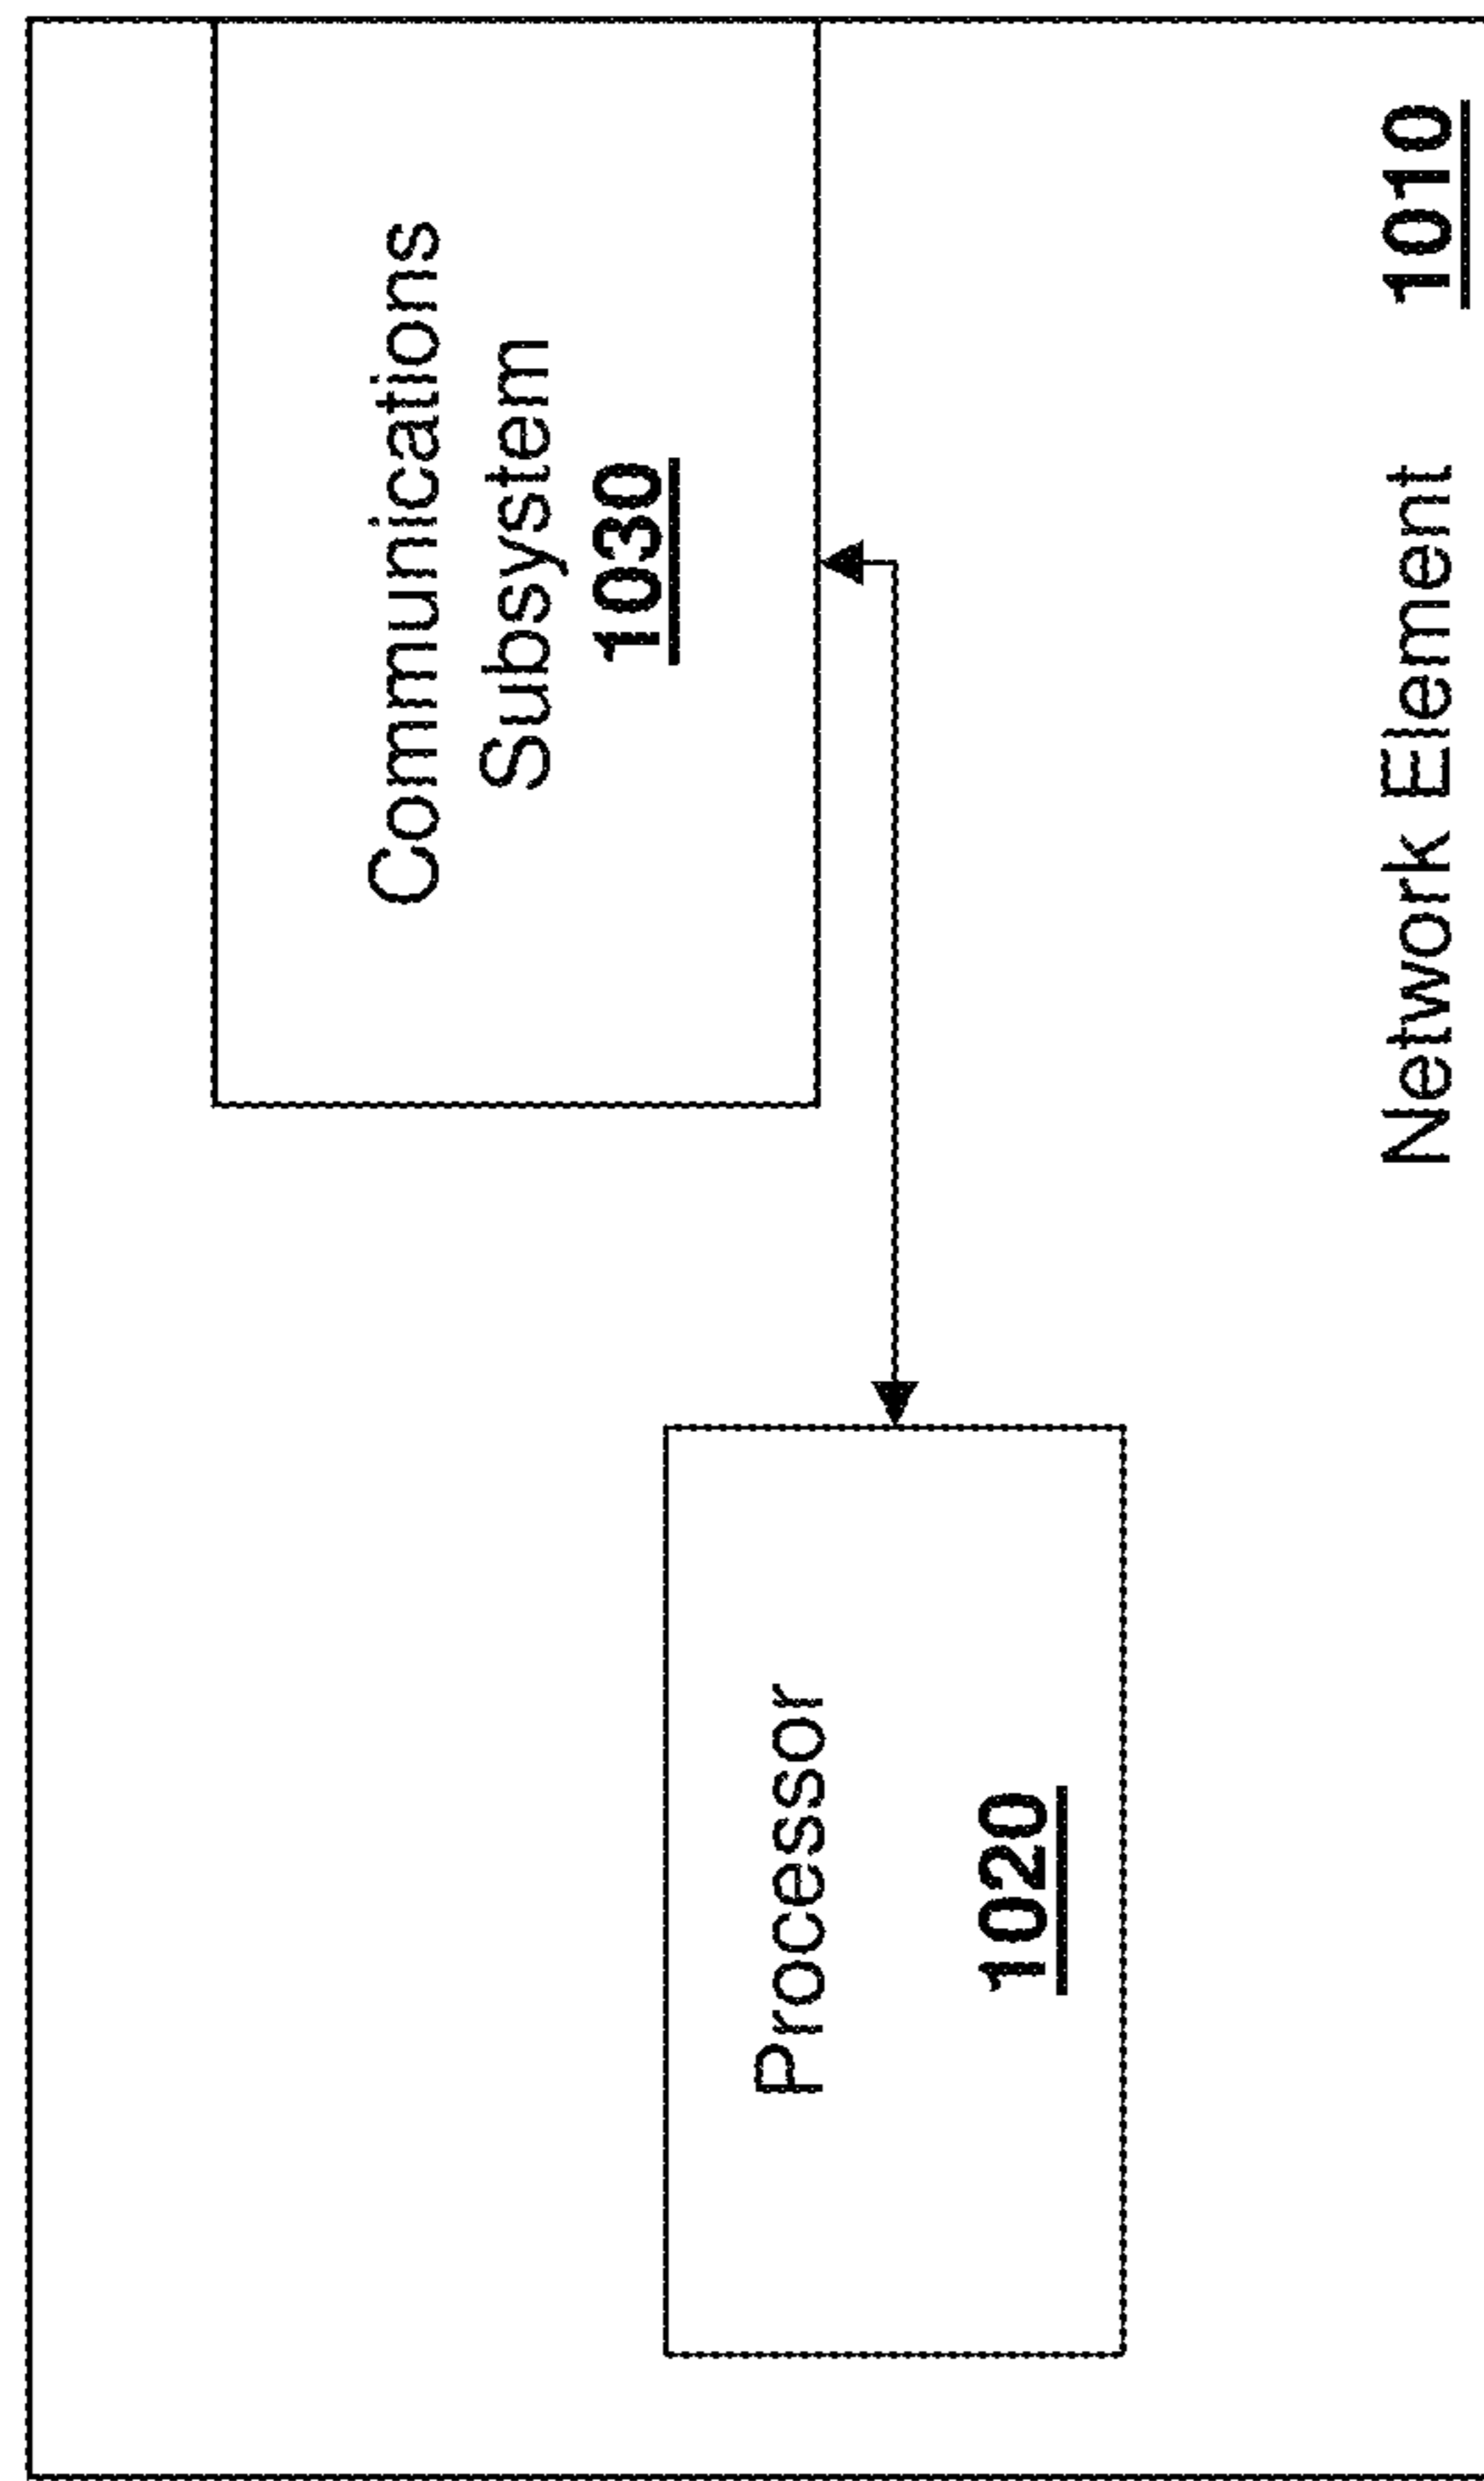 Communications
Subsystem
1030
Processor
1020
Network Element 1010